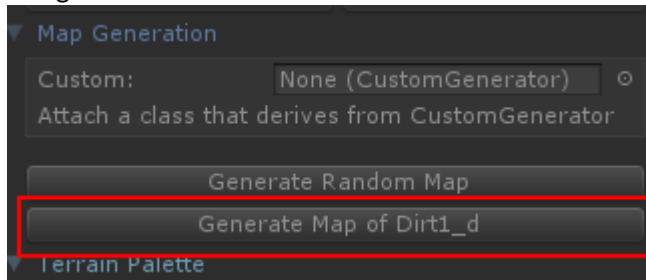 Map Generation
Custom: None (CustomGenerator)
Attach a class that derives from CustomGenerator
Generate Random Map
Generate Map of Dirt1_d
Terrain Palette